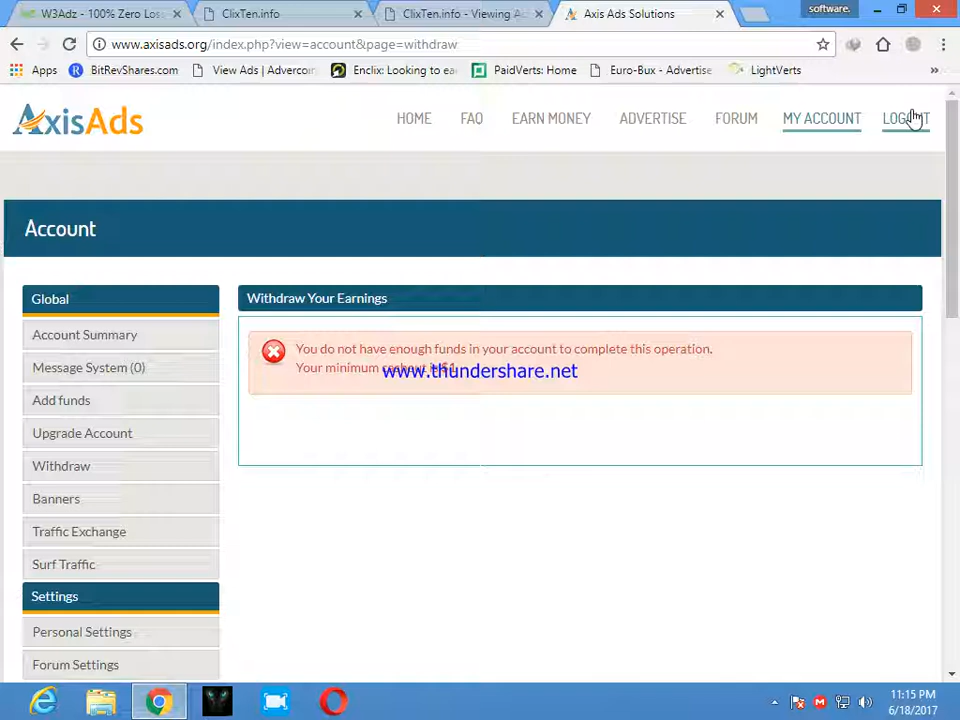 W3Adz - 100% Zero Los
ClixTen.info
ClixTen.info - Viewing A
Axis Ads Solutions
software.
www.axisads.org/index.php?view=account&page=withdraw
Apps
BitRevShares.com
View Ads | Advercoin
Enclix: Looking to ea
PaidVerts: Home
Euro-Bux - Advertise
LightVerts
»
AxisAds
HOME
FAQ
EARN MONEY
ADVERTISE
FORUM
MY ACCOUNT
LOGOUT
Account
Global
Account Summary
Message System (0)
Add funds
Upgrade Account
Withdraw
Banners
Traffic Exchange
Surf Traffic
Settings
Personal Settings
Forum Settings
Withdraw Your Earnings
You do not have enough funds in your account to complete this operation.
Your minimum cashout is $1
www.thundershare.net
11:15 PM
6/18/2017